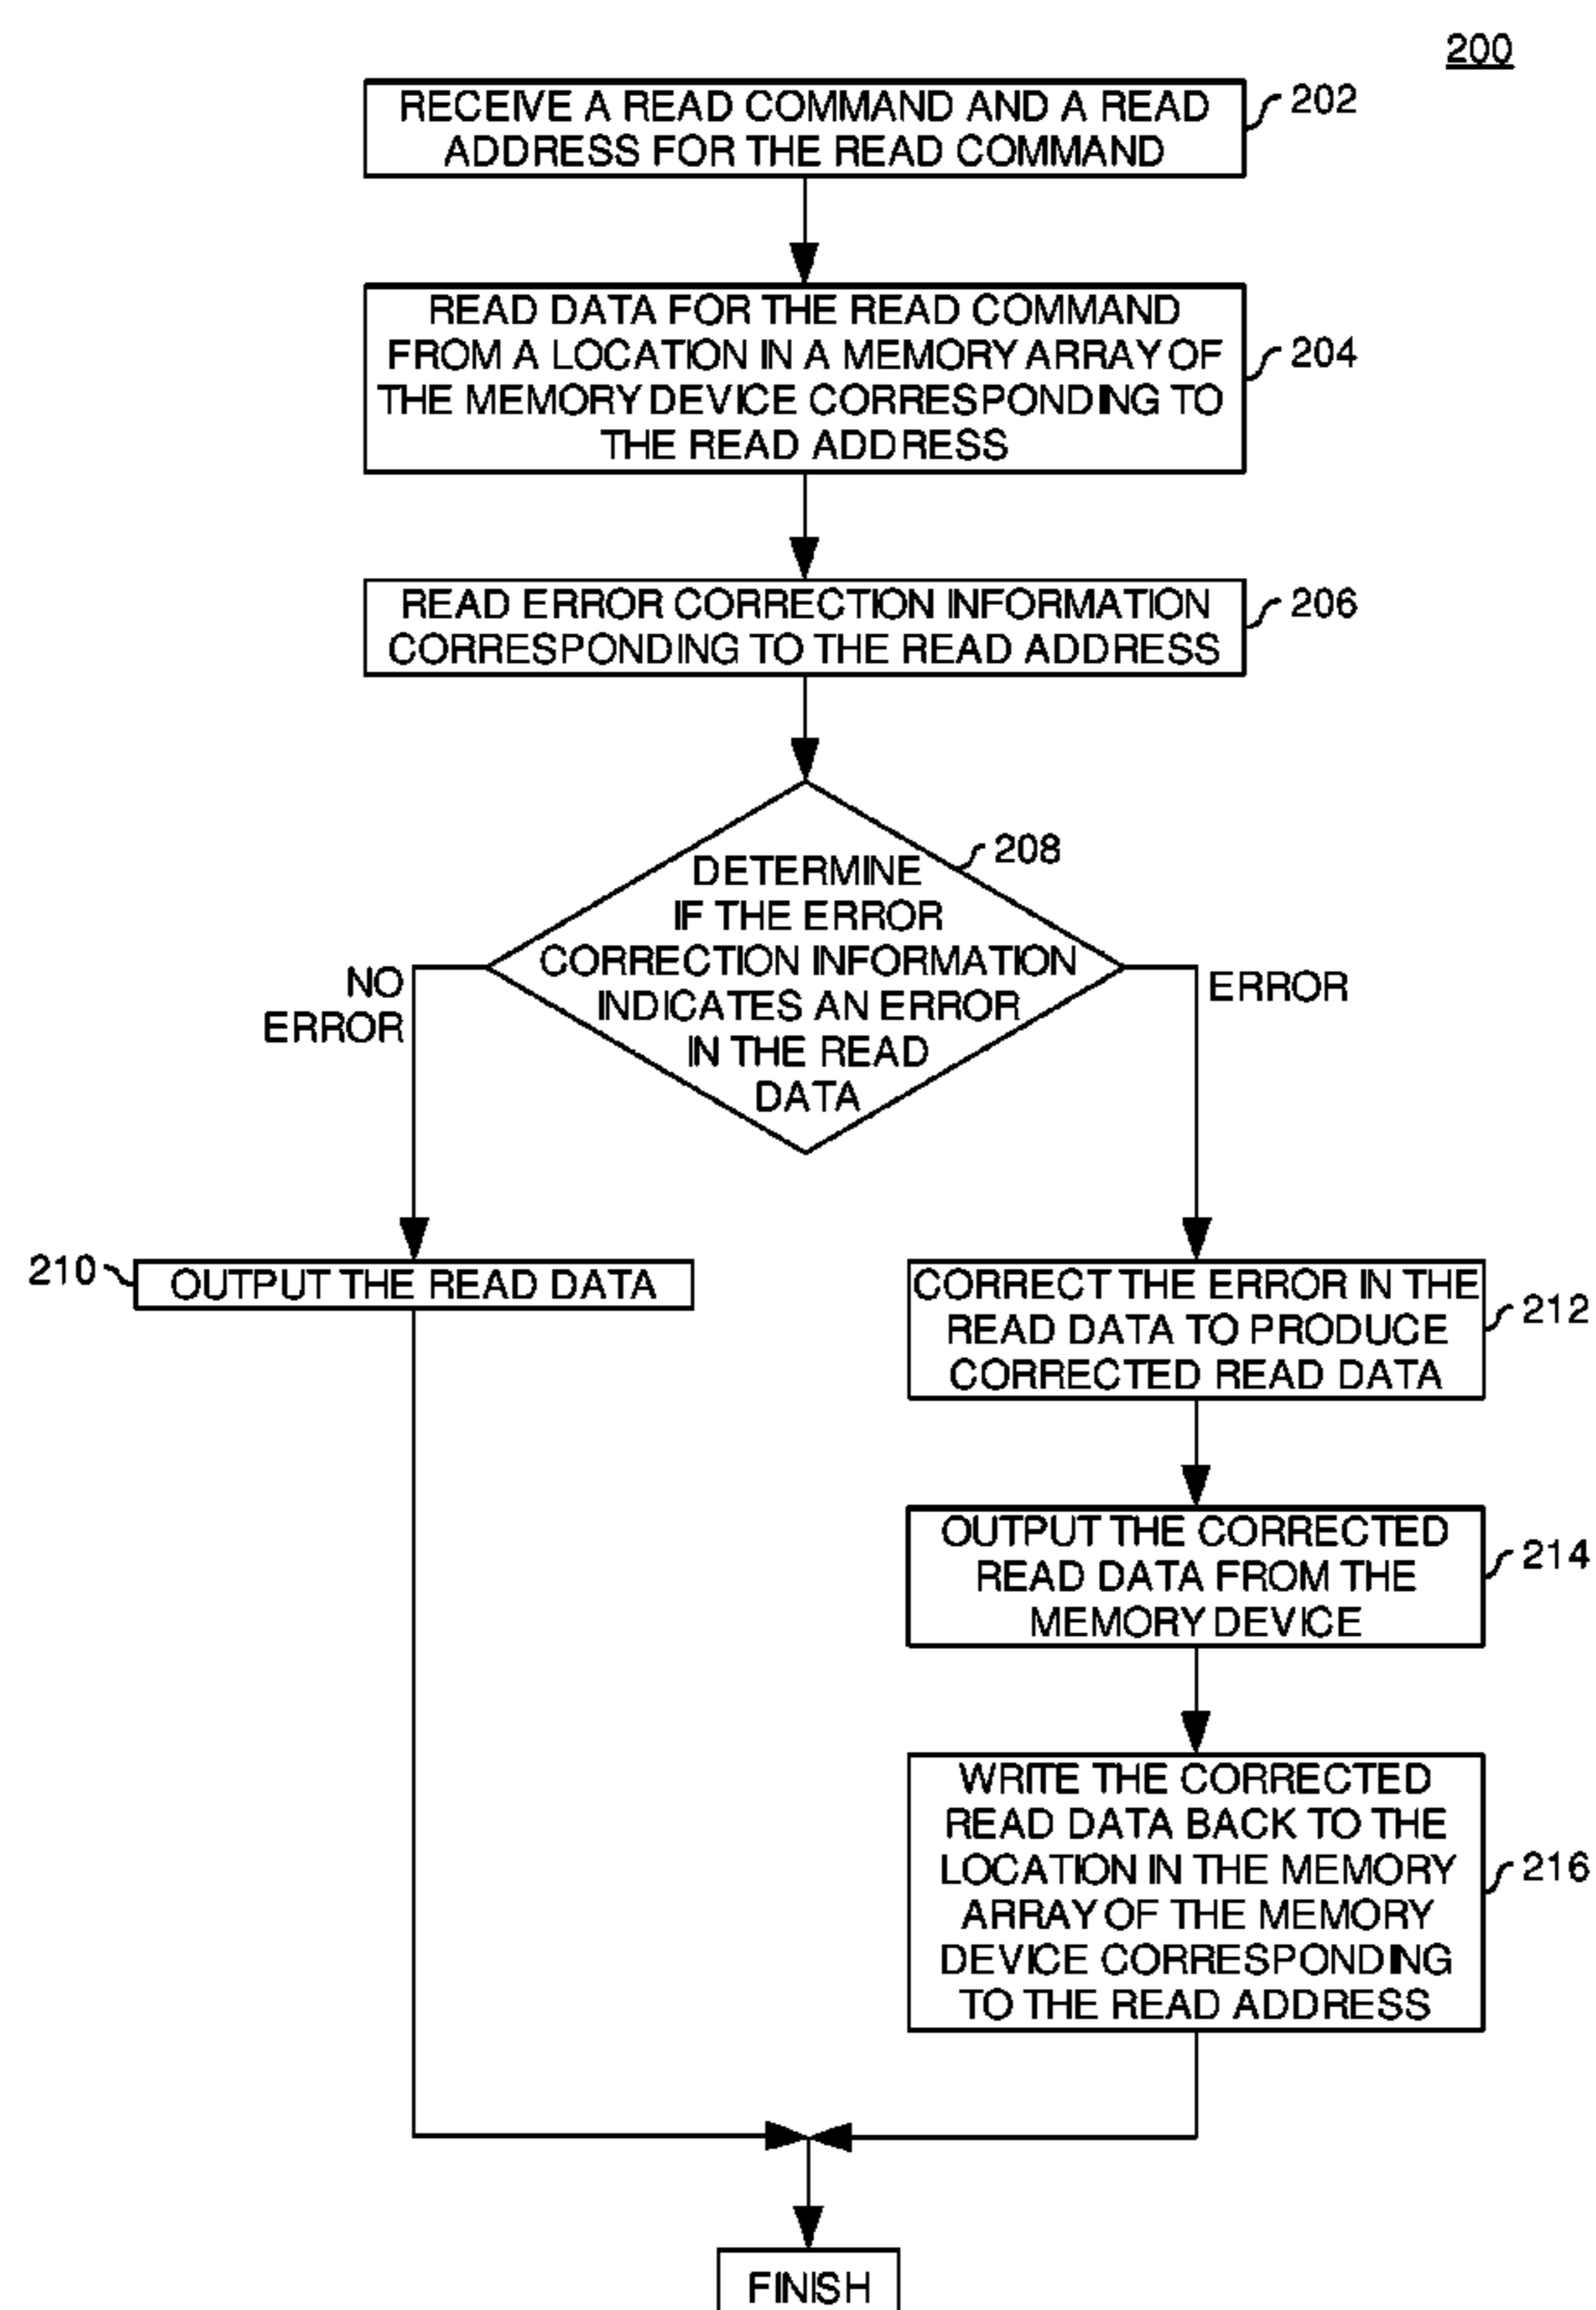 200
RECEIVE A READ COMMAND AND A READ
ADDRESS FOR THE READ COMMAND
202
READ DATA FOR THE READ COMMAND
FROM A LOCATION IN A MEMORY ARRAY OF
THE MEMORY DEVICE CORRESPONDING TO
THE READ ADDRESS
204
READ ERROR CORRECTION INFORMATION
CORRESPONDING TO THE READ ADDRESS
206
208
DETERMINE
IF THE ERROR
CORRECTION INFORMATION
INDICATES AN ERROR
IN THE READ
DATA
NO
ERROR
ERROR
210
OUTPUT THE READ DATA
CORRECT THE ERROR IN THE
READ DATA TO PRODUCE
CORRECTED READ DATA
212
OUTPUT THE CORRECTED
READ DATA FROM THE
MEMORY DEVICE
214
WRITE THE CORRECTED
READ DATA BACK TO THE
LOCATION IN THE MEMORY
ARRAY OF THE MEMORY
DEVICE CORRESPONDING
TO THE READ ADDRESS
216
FINISH